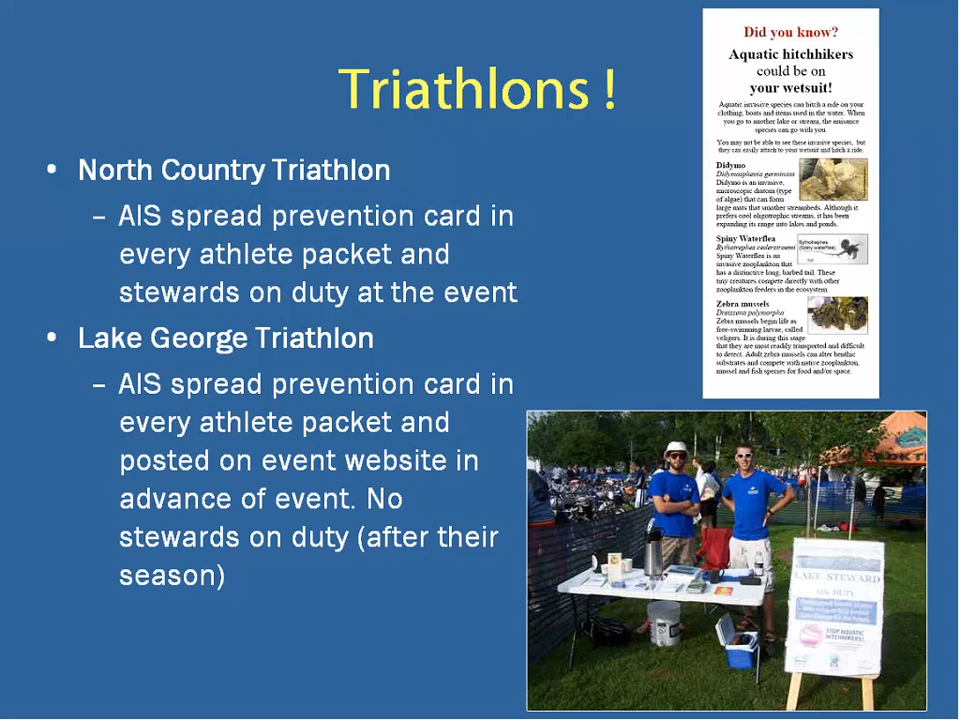 Triathlons !
• North Country Triathlon
– AIS spread prevention card in
every athlete packet and
stewards on duty at the event
• Lake George Triathlon
– AIS spread prevention card in
every athlete packet and
posted on event website in
advance of event. No
stewards on duty (after their
season)
Did you know?
Aquatic hitchhikers
could be on
your wetsuit!
Aquatic invasive species can hitch a ride on your
clothing, boats and items used in the water. When
you go to another lake or stream, the nuisance
species can go with you.
You may not be able to see these invasive species, but
they can easily attach to your wetsuit and hitch a ride.
Didymo
Didymosphenia geminata
Didymo is an invasive,
microscopic diatom (type
of algae) that can form
large mats that smother streambeds. Although it
prefers cool oligotrophic streams, it has been
expanding its range into lakes and ponds.
Spiny Waterflea
Bythotrephes cederstroemi
Spiny Waterflea is an
invasive zooplankton that
has a distinctive long, barbed tail. These
tiny creatures compete directly with other
zooplankton feeders in the ecosystem
Bythotrephes
(Spiny waterflea)
Zebra mussels
Dreissena polymorpha
Zebra mussels begin life as
free-swimming larvae, called
veligers. It is during this stage
that they are most readily transported and difficult
to detect. Adult zebra mussels can alter benthic
substrates and compete with native zooplankton,
mussel and fish species for food and/or space.
LAKE STEWARD
ON DUTY
STOP AQUATIC
HITCHHIKERS!